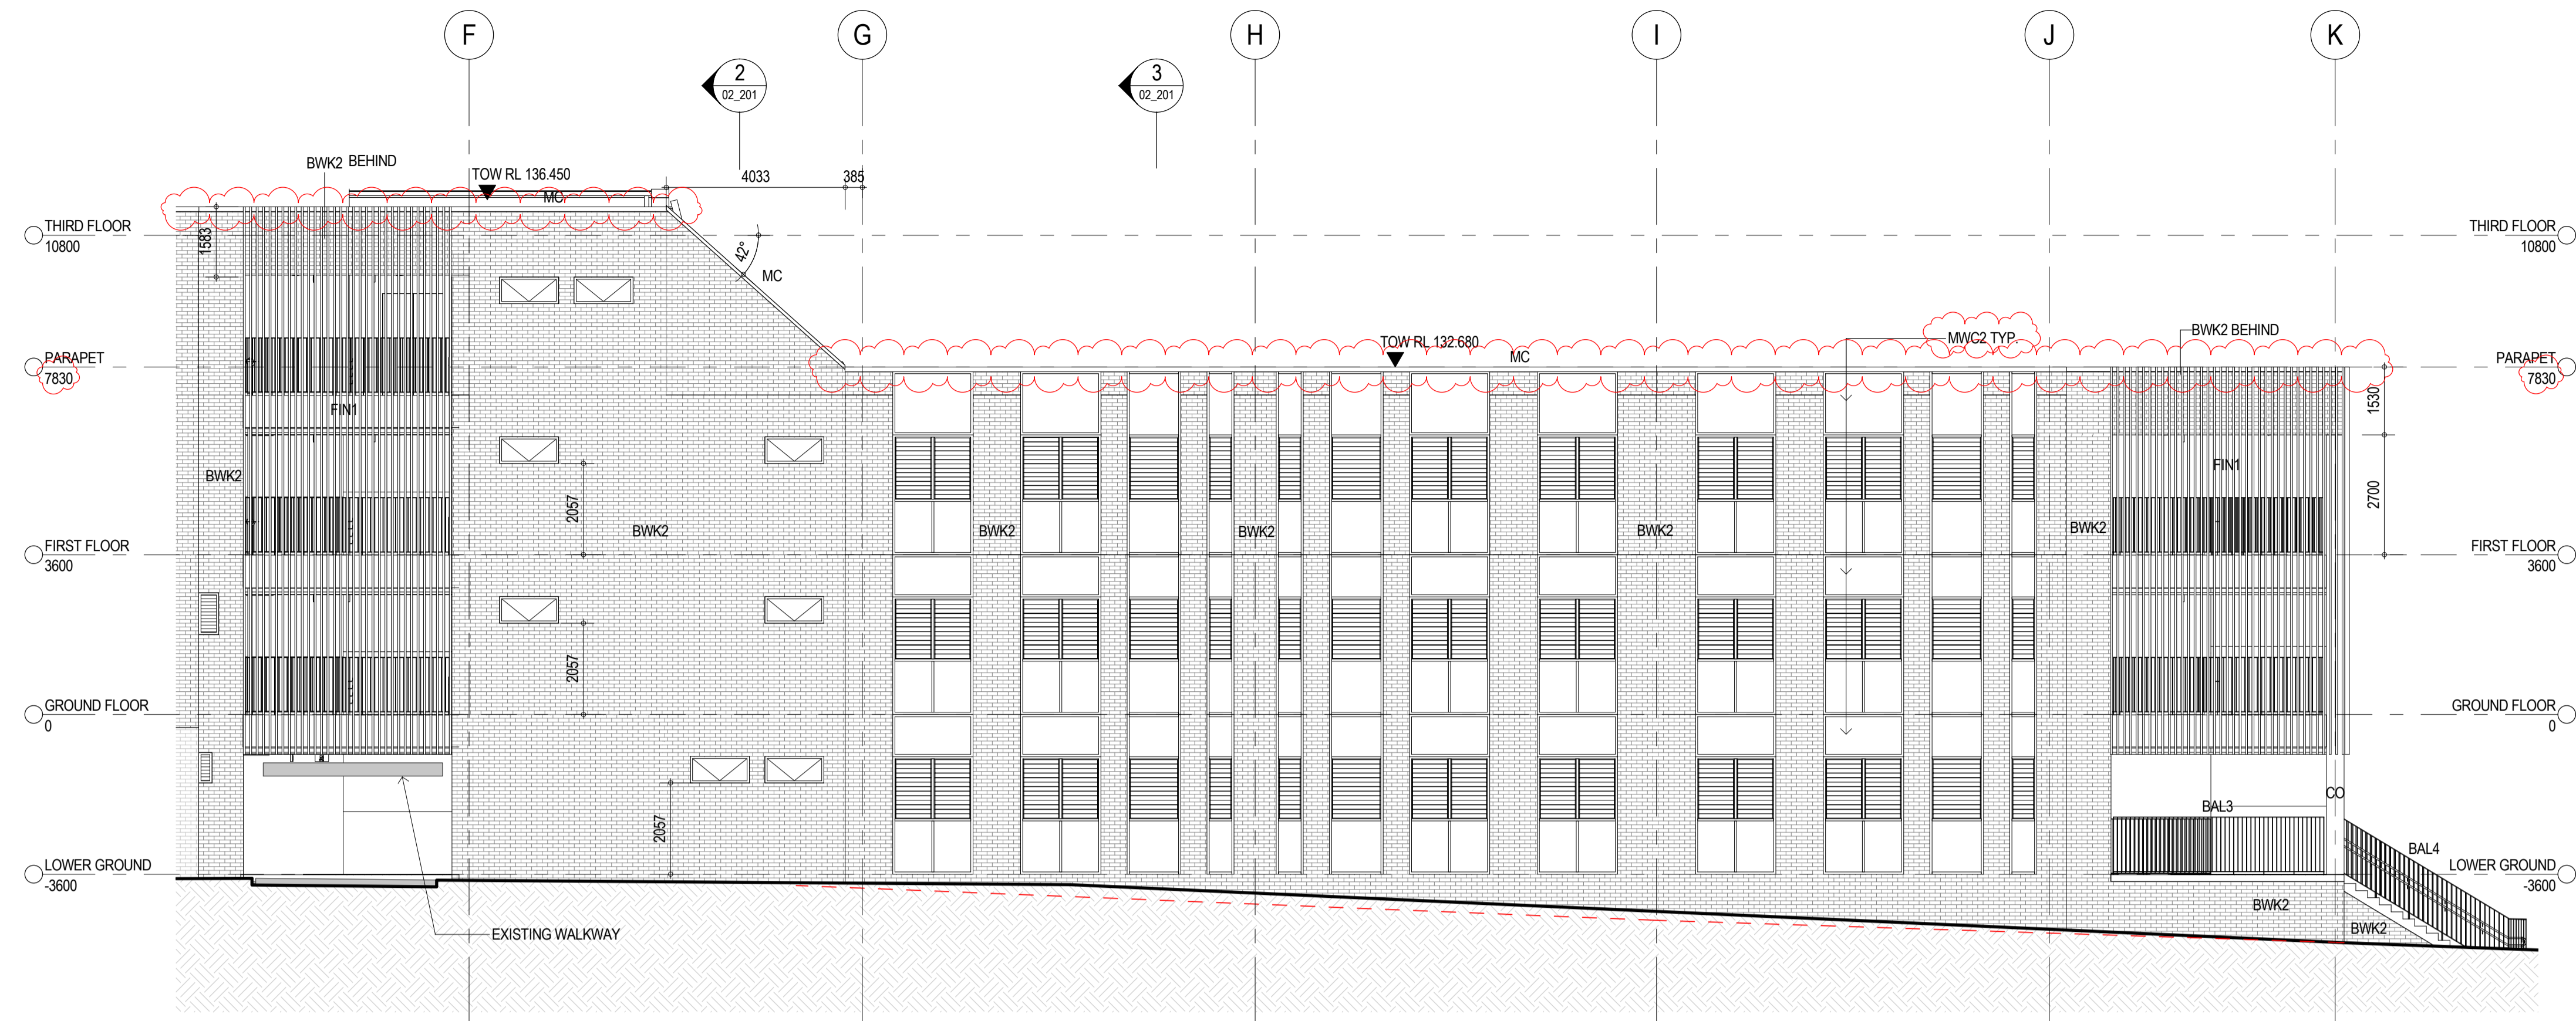 F
G
H
I
J
K
2
02_201
3
02_201
BWK2 BEHIND
TOW RL 136.450
MC
4033
385
THIRD FLOOR
10800
1583
42°
MC
THIRD FLOOR
10800
PARAPET
7830
TOW RL 132.680
MC
MWC2 TYP.
BWK2 BEHIND
PARAPET
7830
1530
FIN1
BWK2
2057
BWK2
BWK2
BWK2
BWK2
BWK2
FIN1
2700
FIRST FLOOR
3600
FIRST FLOOR
3600
2057
GROUND FLOOR
0
GROUND FLOOR
0
2057
BAL3
CO
BAL4
LOWER GROUND
-3600
LOWER GROUND
-3600
BWK2
BWK2
EXISTING WALKWAY